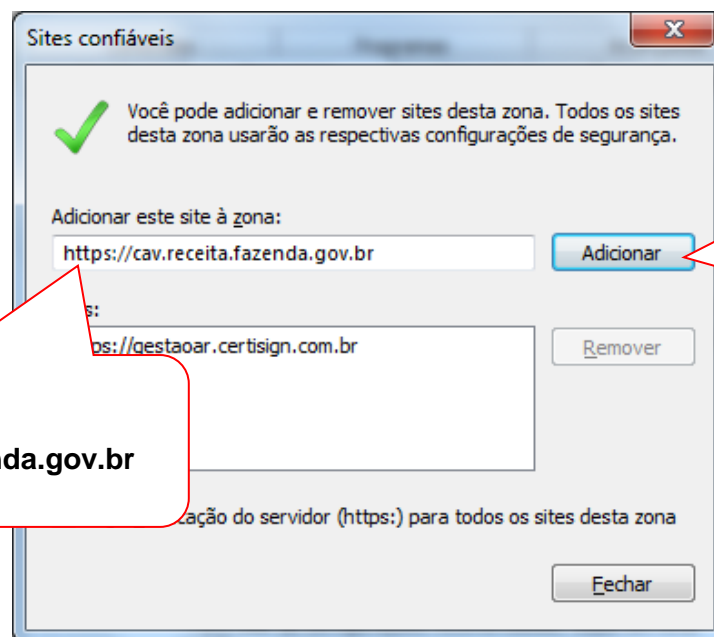 Sites confiáveis
Você pode adicionar e remover sites desta zona. Todos os sites
desta zona usarão as respectivas configurações de segurança.
Adicionar este site à zona:
https://cav.receita.fazenda.gov.br
Adicionar
s:
ps://gestaoar.certisign.com.br
Remover
nda.gov.br
cação do servidor (https:) para todos os sites desta zona
Fechar